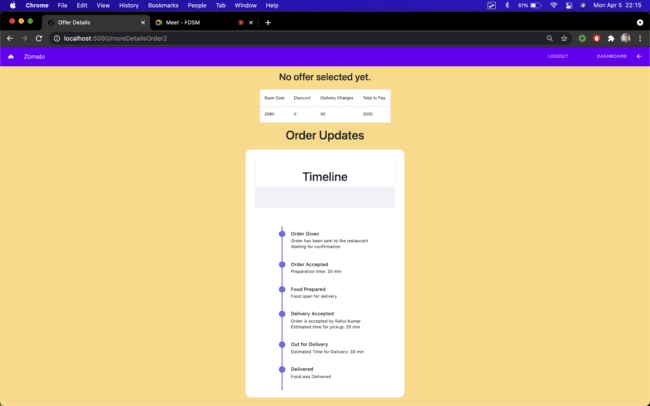 Chrome File Edit View History Bookmarks People Tab Window Help 51% Mon Apr 5 22:15
Offer Details Meet – FDSM
localhost:5000/moreDetailsOrder2
Zomato LOGOUT DASHBOARD
No offer selected yet.
Base Cost Discount Delivery Charges Total to Pay
0 50
Order Updates
Timeline
Order Given
Order has been sent to the restaurant
Waiting for confirmation
Order Accepted
Preparation time: 20 min
Food Prepared
Food open for delivery
Delivery Accepted
Order is accepted by Rahul Kumar
Estimated time for pickup: 35 min
Out for Delivery
Estimated Time for Delivery: 30 min
Delivered
Food was Delivered